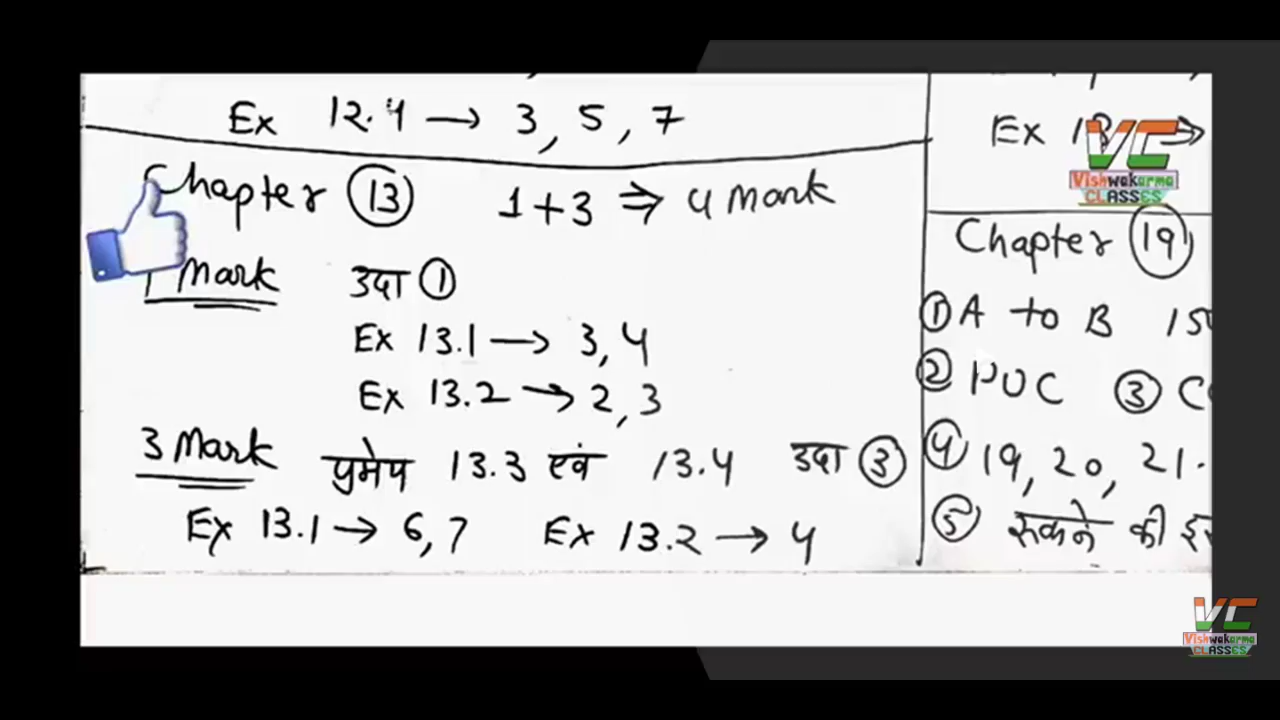 Ex 12.4 → 3, 5, 7
Chapter 13 1+3 ⇒ 4 Mark
1 Mark उदा ①
Ex 13.1 → 3, 4
Ex 13.2 → 2, 3
3 Mark प्रमेय 13.3 एवं 13.4 उदा ③
Ex 13.1 → 6, 7 Ex 13.2 → 4
Ex
Chapter 19
① A to B
② PUC ③
④ 19, 20, 21
⑤ रुकने की
VC
Vishwakarma
CLASSES
VC
Vishwakarma
CLASSES